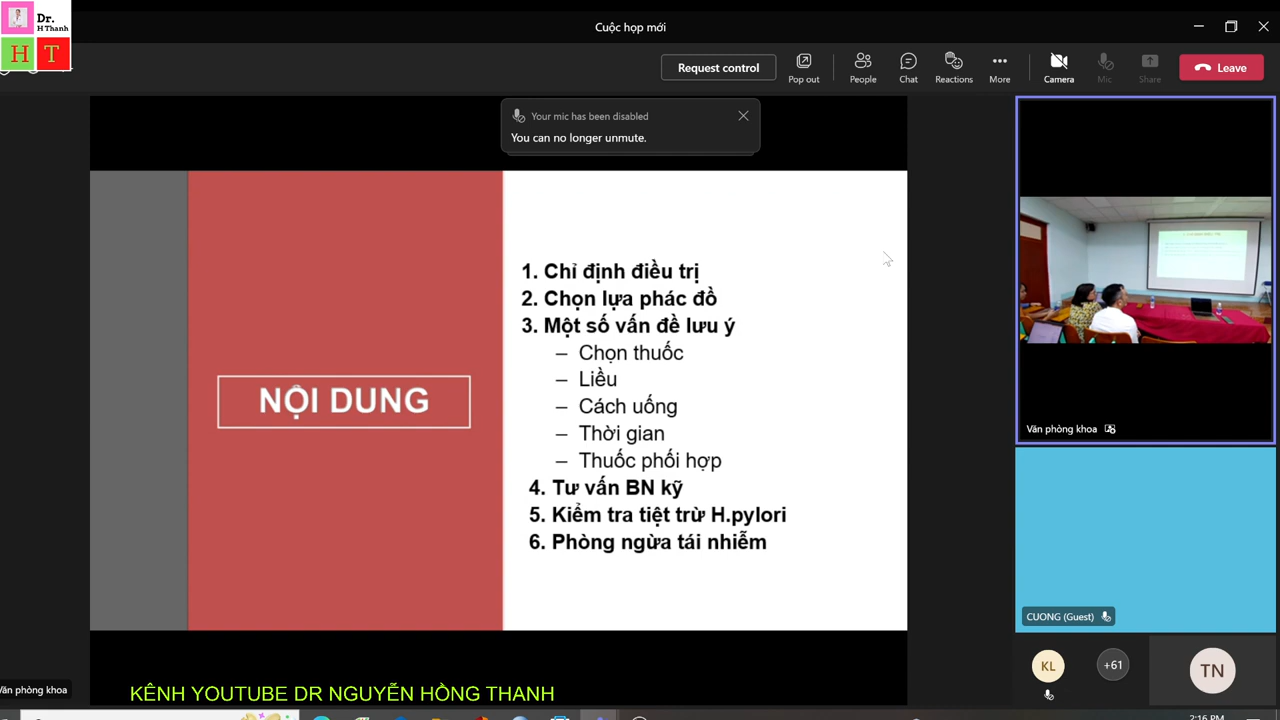 Dr.
H Thanh
H T
Cuộc họp mới
Request control
Pop out
People
Chat
Reactions
More
Camera
Mic
Share
Leave
Your mic has been disabled
You can no longer unmute.
NỘI DUNG
1. Chỉ định điều trị
2. Chọn lựa phác đồ
3. Một số vấn đề lưu ý
– Chọn thuốc
– Liều
– Cách uống
– Thời gian
– Thuốc phối hợp
4. Tư vấn BN kỹ
5. Kiểm tra tiệt trừ H.pylori
6. Phòng ngừa tái nhiễm
Văn phòng khoa
CUONG (Guest)
KL
+61
TN
Văn phòng khoa
KÊNH YOUTUBE DR NGUYỄN HỒNG THANH
2:16 PM